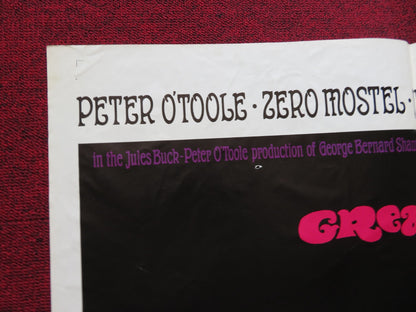 PETER O'TOOLE · ZERO MOSTEL ·
in the Jules Buck-Peter O'Toole production of George Bernard Shaw
GREA